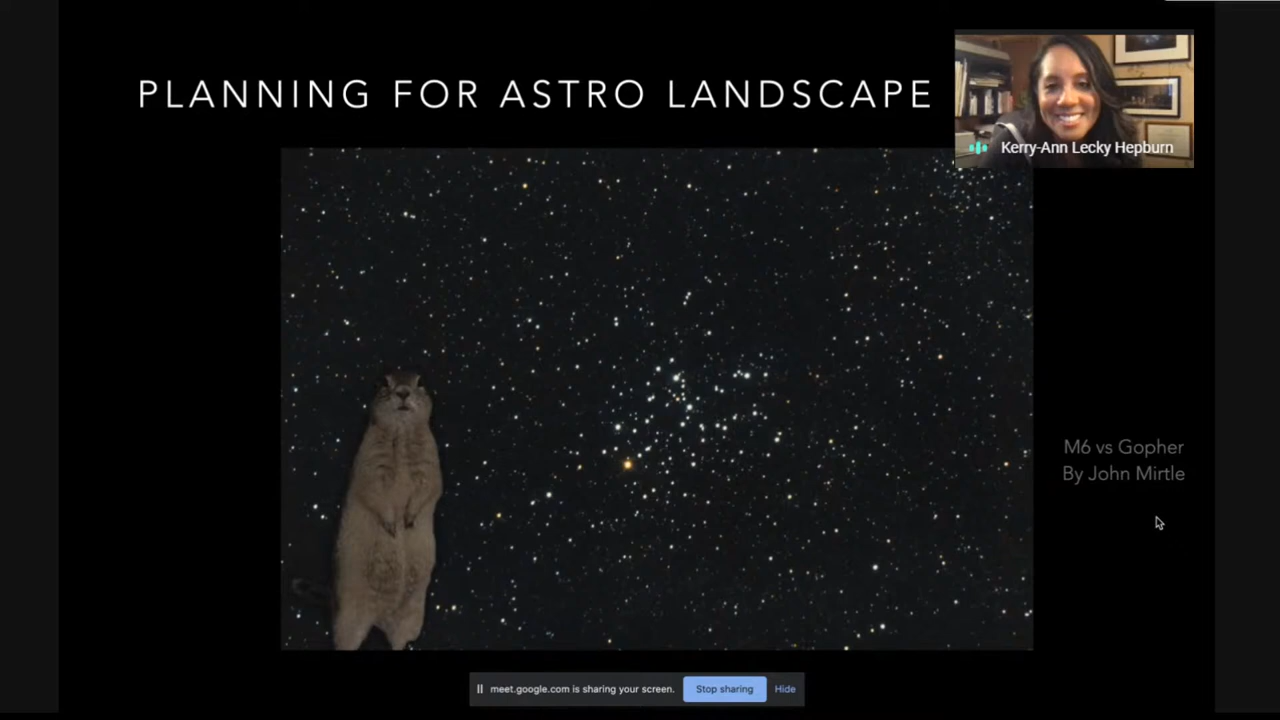 PLANNING FOR ASTRO LANDSCAPE
Kerry-Ann Lecky Hepburn
M6 vs Gopher
By John Mirtle
meet.google.com is sharing your screen.
Stop sharing
Hide